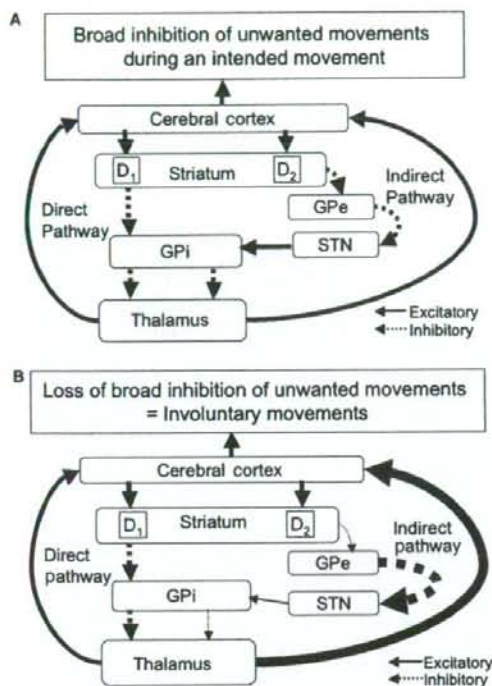 A
Broad inhibition of unwanted movements
during an intended movement
Cerebral cortex
D1
Striatum
D2
Direct
Pathway
Indirect
Pathway
GPe
GPi
STN
Thalamus
Excitatory
Inhibitory
B
Loss of broad inhibition of unwanted movements
= Involuntary movements
Cerebral cortex
D1
Striatum
D2
Direct
pathway
Indirect
pathway
GPe
GPi
STN
Thalamus
Excitatory
Inhibitory